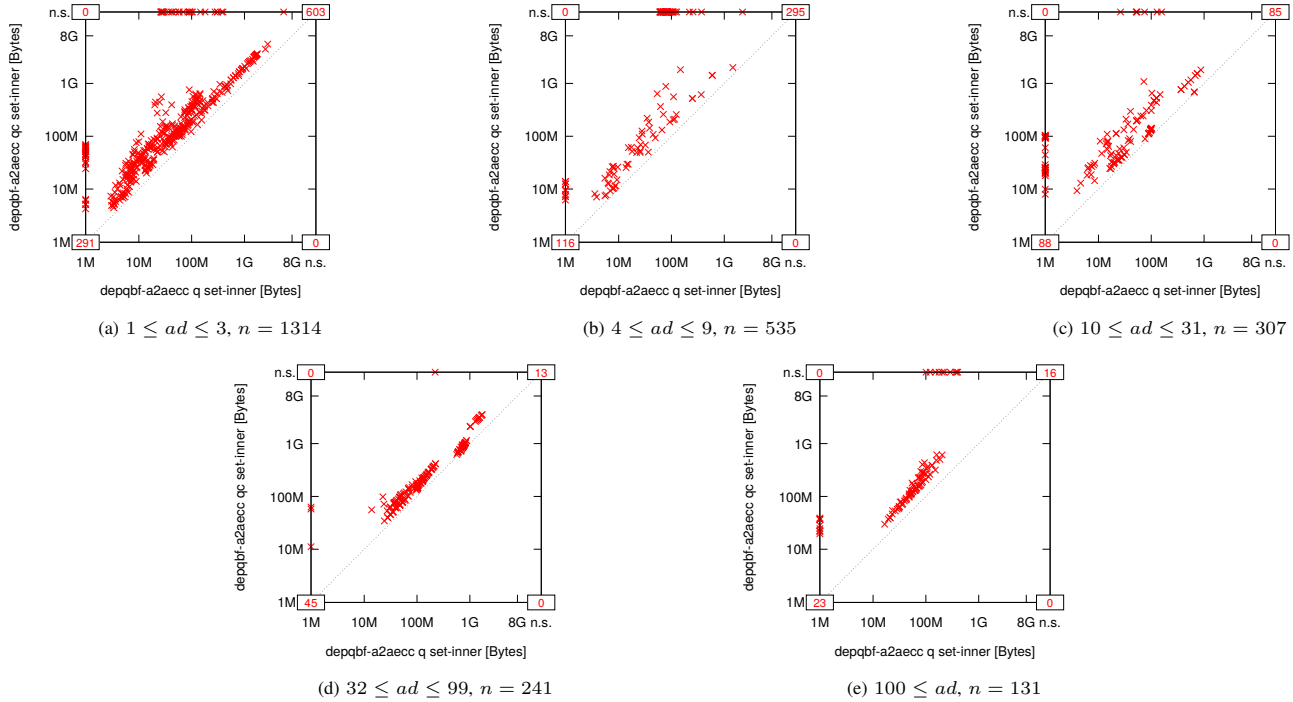 n.s.
0
603
8G
1G
100M
10M
1M
291
0
1M
10M
100M
1G
8G n.s.
depqbf-a2aecc qc set-inner [Bytes]
depqbf-a2aecc q set-inner [Bytes]
(a) 1 ≤ ad ≤ 3, n = 1314
n.s.
0
295
8G
1G
100M
10M
1M
116
0
1M
10M
100M
1G
8G n.s.
depqbf-a2aecc qc set-inner [Bytes]
depqbf-a2aecc q set-inner [Bytes]
(b) 4 ≤ ad ≤ 9, n = 535
n.s.
0
85
8G
1G
100M
10M
1M
88
0
1M
10M
100M
1G
8G n.s.
depqbf-a2aecc qc set-inner [Bytes]
depqbf-a2aecc q set-inner [Bytes]
(c) 10 ≤ ad ≤ 31, n = 307
n.s.
0
13
8G
1G
100M
10M
1M
45
0
1M
10M
100M
1G
8G n.s.
depqbf-a2aecc qc set-inner [Bytes]
depqbf-a2aecc q set-inner [Bytes]
(d) 32 ≤ ad ≤ 99, n = 241
n.s.
0
16
8G
1G
100M
10M
1M
23
0
1M
10M
100M
1G
8G n.s.
depqbf-a2aecc qc set-inner [Bytes]
depqbf-a2aecc q set-inner [Bytes]
(e) 100 ≤ ad, n = 131